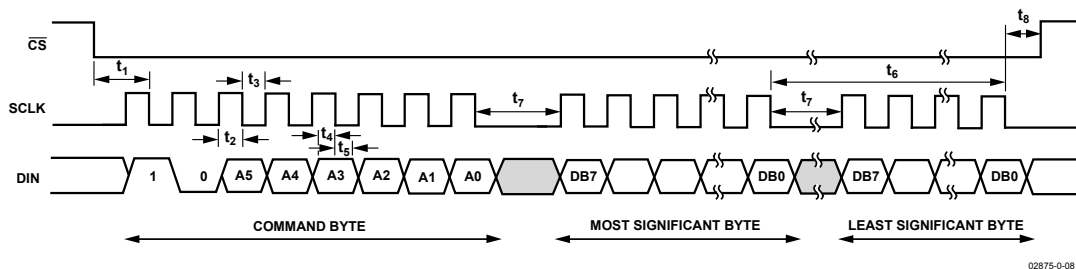 t8
CS
t1
t3
t6
SCLK
t7
t7
t2
t4
t5
DIN
1 0 A5 A4 A3 A2 A1 A0 DB7 DB0 DB7 DB0
COMMAND BYTE MOST SIGNIFICANT BYTE LEAST SIGNIFICANT BYTE
02875-0-08